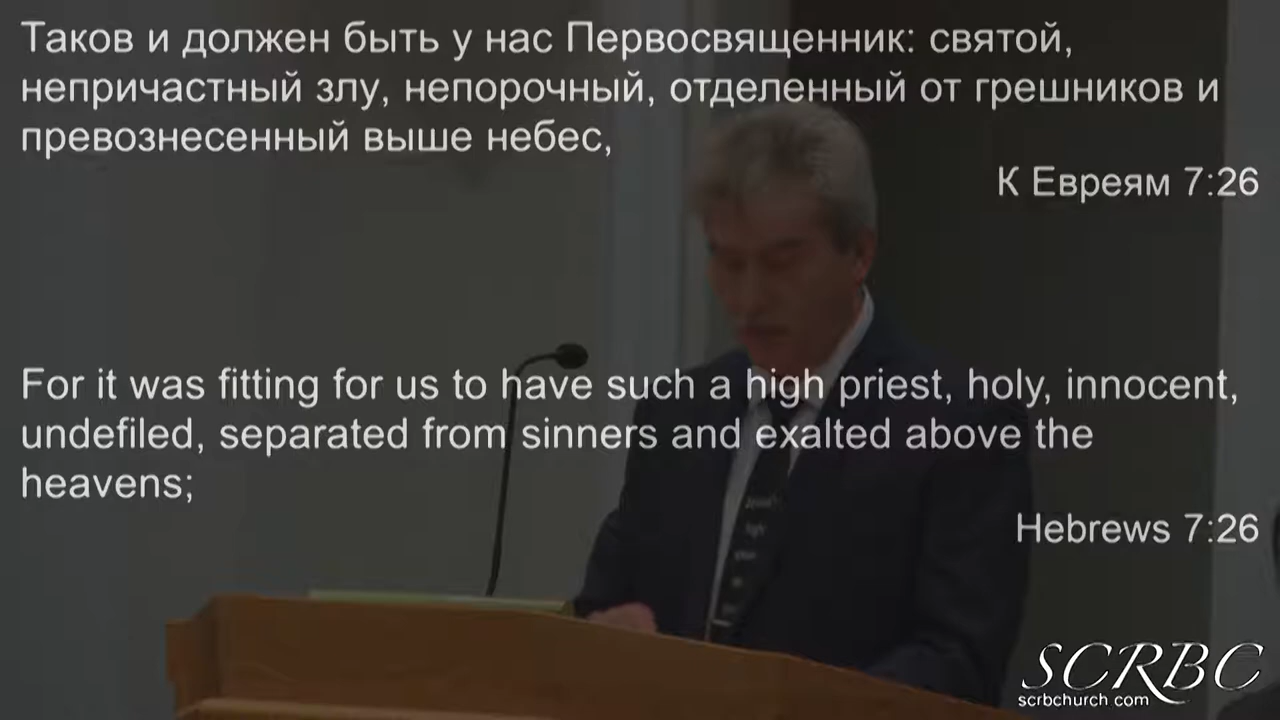 Таков и должен быть у нас Первосвященник: святой,
непричастный злу, непорочный, отделенный от грешников и
превознесенный выше небес,
К Евреям 7:26
For it was fitting for us to have such a high priest, holy, innocent,
undefiled, separated from sinners and exalted above the
heavens;
Hebrews 7:26
SCRBC
scrbchurch.com